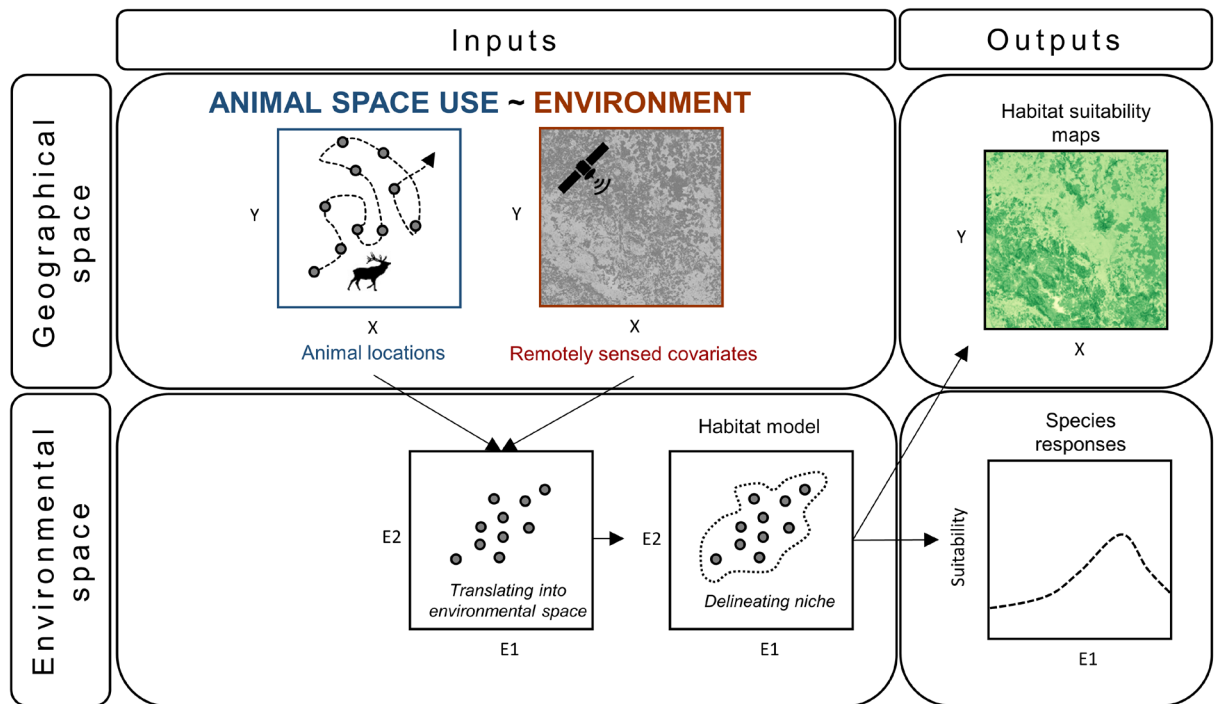 Inputs
Outputs
Geographical
space
ANIMAL SPACE USE ~ ENVIRONMENT
Y
X
Animal locations
Y
X
Remotely sensed covariates
Habitat suitability
maps
Y
X
Environmental
space
E2
Translating into
environmental space
E1
Habitat model
E2
Delineating niche
E1
Species
responses
Suitability
E1